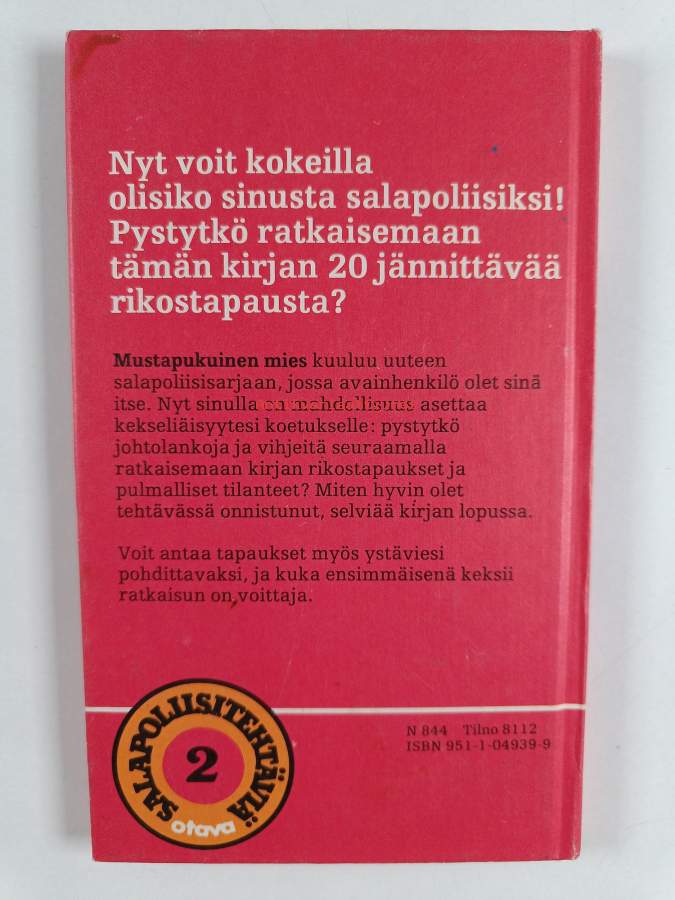 Nyt voit kokeilla
olisiko sinusta salapoliisiksi!
Pystytkö ratkaisemaan
tämän kirjan 20 jännittävää
rikostapausta?
Mustapukuinen mies kuuluu uuteen
salapoliisisarjaan, jossa avainhenkilö olet sinä
itse. Nyt sinulla on mahdollisuus asettaa
kekseliäisyytesi koetukselle: pystytkö
johtolankoja ja vihjeitä seuraamalla
ratkaisemaan kirjan rikostapaukset ja
pulmalliset tilanteet? Miten hyvin olet
tehtävässä onnistunut, selviää kirjan lopussa.
Voit antaa tapaukset myös ystäviesi
pohdittavaksi, ja kuka ensimmäisenä keksii
ratkaisun on voittaja.
SALAPOLIISITEHTÄVIÄ
2
otava
N 844 Tilno 8112
ISBN 951-1-04939-9